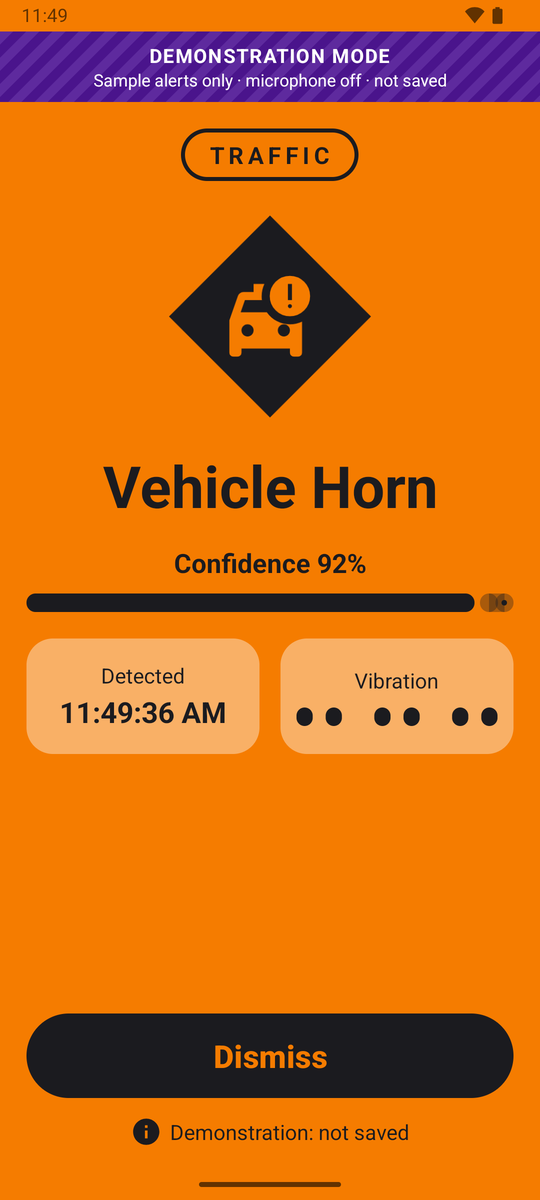 11:49
DEMONSTRATION MODE
Sample alerts only · microphone off · not saved
TRAFFIC
Vehicle Horn
Confidence 92%
Detected
11:49:36 AM
Vibration
Dismiss
Demonstration: not saved